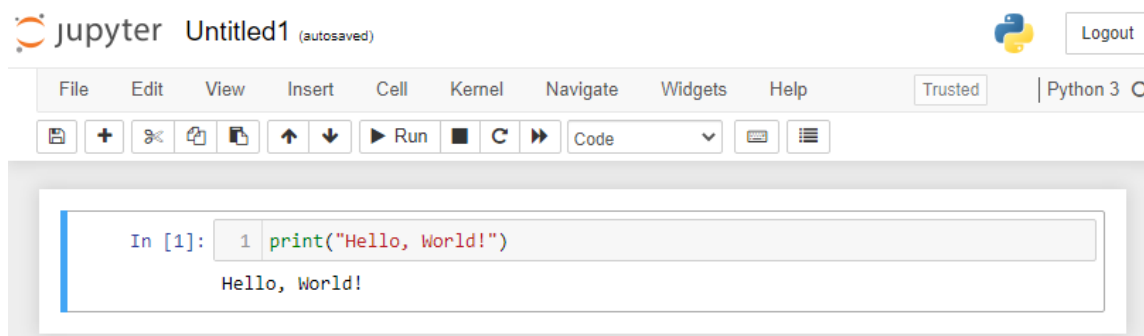 jupyter Untitled1 (autosaved) Logout
File Edit View Insert Cell Kernel Navigate Widgets Help Trusted Python 3
Run Code
In [1]: 1 print("Hello, World!")
Hello, World!